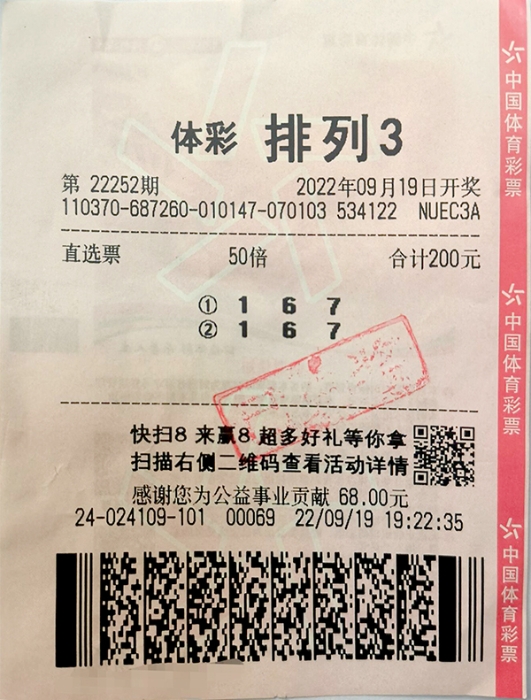 体彩 排列3
第 22252期 2022年09月19日开奖
110370-687260-010147-070103 534122 NUEC3A
直选票 50倍 合计200元
① 1 6 7
② 1 6 7
快扫8 来赢8 超多好礼等你拿
扫描右侧二维码查看活动详情
感谢您为公益事业贡献 68.00元
24-024109-101 00069 22/09/19 19:22:35
中国体育彩票
中国体育彩票
中国体育彩票